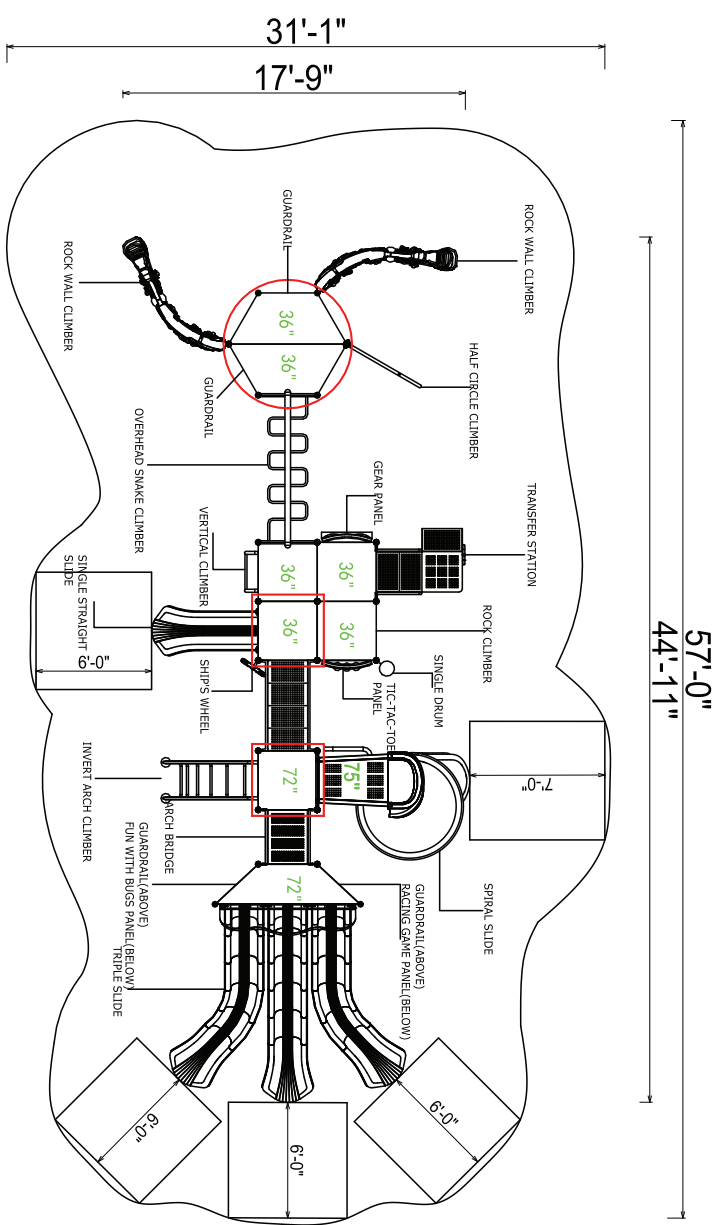 31'-1"
17'-9"
57'-0"
44'-11"
ROCK WALL CLIMBER
GUARDRAIL
ROCK WALL CLIMBER
36"
36"
HALF CIRCLE CLIMBER
GUARDRAIL
OVERHEAD SNAKE CLIMBER
GEAR PANEL
TRANSFER STATION
VERTICAL CLIMBER
36"
36"
SINGLE STRAIGHT
SLIDE
6'-0"
36"
36"
ROCK CLIMBER
SHIP'S WHEEL
SINGLE DRUM
TIC-TAC-TOE
PANEL
INVERT ARCH CLIMBER
72"
75"
7'-0"
ARCH BRIDGE
SPIRAL SLIDE
GUARDRAIL(ABOVE)
FUN WITH BUGS PANEL(BELOW)
72"
GUARDRAIL(ABOVE)
RACING GAME PANEL(BELOW)
TRIPLE SLIDE
6'-0"
6'-0"
6'-0"